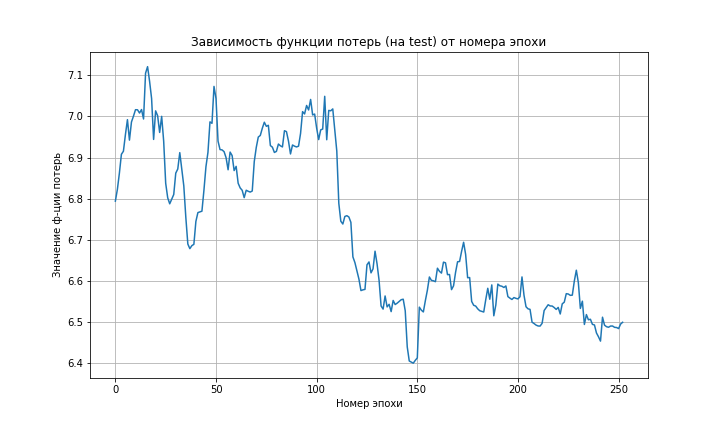 Зависимость функции потерь (на test) от номера эпохи
Значение ф-ции потерь
7.1
7.0
6.9
6.8
6.7
6.6
6.5
6.4
0 50 100 150 200 250
Номер эпохи